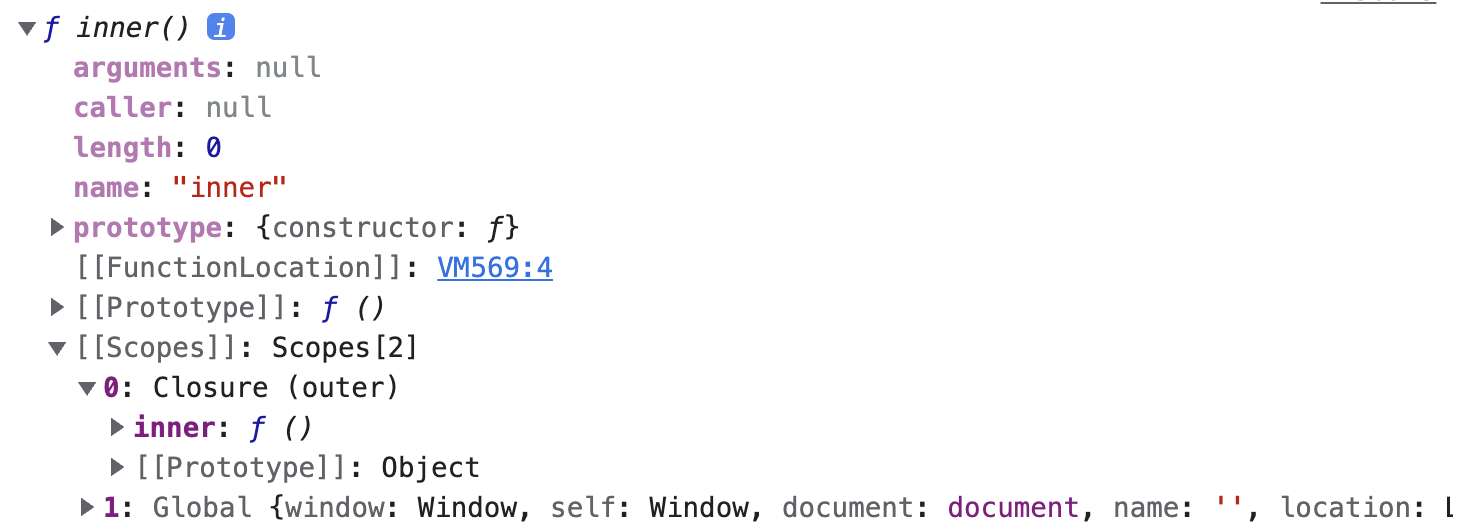 ▼ƒ inner() i
arguments: null
caller: null
length: 0
name: "inner"
▶prototype: {constructor: ƒ}
[[FunctionLocation]]: VM569:4
▶[[Prototype]]: ƒ ()
▼[[Scopes]]: Scopes[2]
▼0: Closure (outer)
▶inner: ƒ ()
▶[[Prototype]]: Object
▶1: Global {window: Window, self: Window, document: document, name: '', location: L